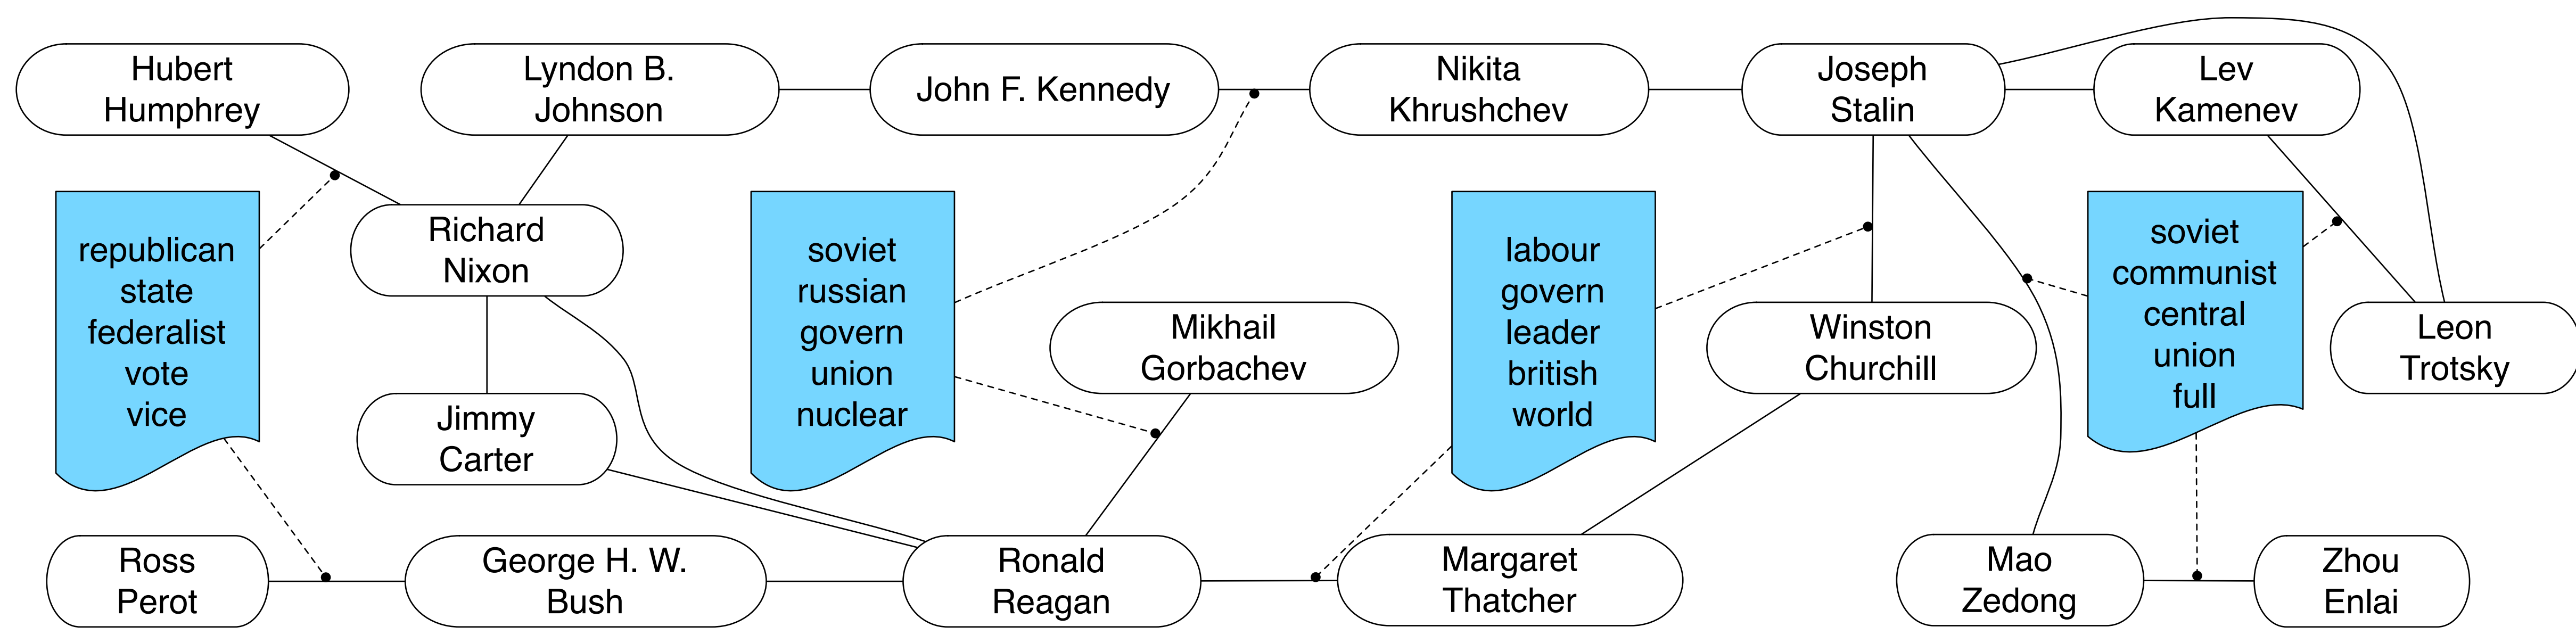 Hubert
Humphrey
Lyndon B.
Johnson
John F. Kennedy
Nikita
Khrushchev
Joseph
Stalin
Lev
Kamenev
republican
state
federalist
vote
vice
Richard
Nixon
soviet
russian
govern
union
nuclear
labour
govern
leader
british
world
soviet
communist
central
union
full
Mikhail
Gorbachev
Winston
Churchill
Leon
Trotsky
Jimmy
Carter
Ross
Perot
George H. W.
Bush
Ronald
Reagan
Margaret
Thatcher
Mao
Zedong
Zhou
Enlai